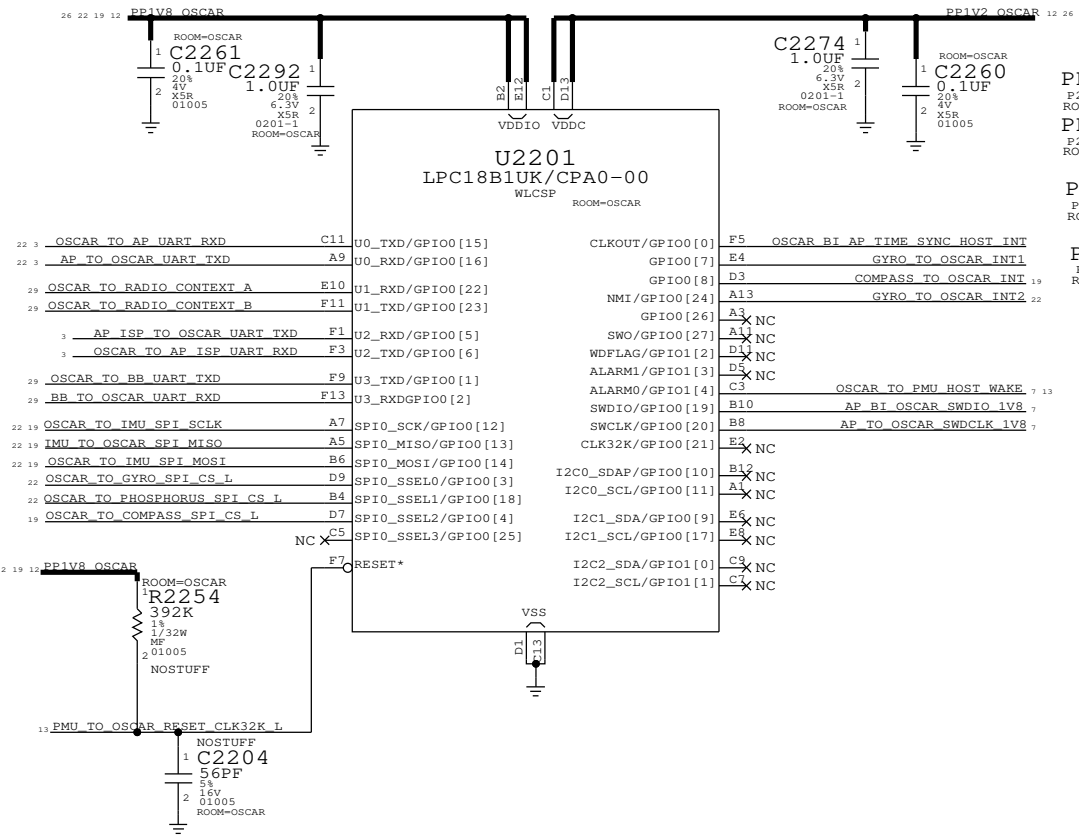 26 22 19 12 PP1V8_OSCAR
PP1V2_OSCAR 12 26
ROOM=OSCAR
1 C2261
0.1UF
20%
4V
2 X5R
01005
C2292 1
1.0UF
20%
6.3V
X5R 2
0201-1
ROOM=OSCAR
B2
E12
C1
D13
C2274 1
1.0UF
20%
6.3V
X5R 2
0201-1
ROOM=OSCAR
ROOM=OSCAR
1 C2260
0.1UF
20%
4V
2 X5R
01005
VDDIO VDDC
U2201
LPC18B1UK/CPA0-00
WLCSP
ROOM=OSCAR
22 3 OSCAR_TO_AP_UART_RXD C11 U0_TXD/GPIO0[15]
22 3 AP_TO_OSCAR_UART_TXD A9 U0_RXD/GPIO0[16]
29 OSCAR_TO_RADIO_CONTEXT_A E10 U1_RXD/GPIO0[22]
29 OSCAR_TO_RADIO_CONTEXT_B F11 U1_TXD/GPIO0[23]
3 AP_ISP_TO_OSCAR_UART_TXD F1 U2_RXD/GPIO0[5]
3 OSCAR_TO_AP_ISP_UART_RXD F3 U2_TXD/GPIO0[6]
29 OSCAR_TO_BB_UART_TXD F9 U3_TXD/GPIO0[1]
29 BB_TO_OSCAR_UART_RXD F13 U3_RXDGPIO0[2]
22 19 OSCAR_TO_IMU_SPI_SCLK A7 SPI0_SCK/GPIO0[12]
22 19 IMU_TO_OSCAR_SPI_MISO A5 SPI0_MISO/GPIO0[13]
22 19 OSCAR_TO_IMU_SPI_MOSI B6 SPI0_MOSI/GPIO0[14]
22 OSCAR_TO_GYRO_SPI_CS_L D9 SPI0_SSEL0/GPIO0[3]
22 OSCAR_TO_PHOSPHORUS_SPI_CS_L B4 SPI0_SSEL1/GPIO0[18]
19 OSCAR_TO_COMPASS_SPI_CS_L D7 SPI0_SSEL2/GPIO0[4]
NC C5 SPI0_SSEL3/GPIO0[25]
F7 RESET*
CLKOUT/GPIO0[0] F5 OSCAR_BI_AP_TIME_SYNC_HOST_INT
GPIO0[7] E4 GYRO_TO_OSCAR_INT1
GPIO0[8] D3 COMPASS_TO_OSCAR_INT 19
NMI/GPIO0[24] A13 GYRO_TO_OSCAR_INT2 22
GPIO0[26] A3 NC
SWO/GPIO0[27] A11 NC
WDFLAG/GPIO1[2] D11 NC
ALARM1/GPIO1[3] D5 NC
ALARM0/GPIO1[4] C3 OSCAR_TO_PMU_HOST_WAKE 7 13
SWDIO/GPIO0[19] B10 AP_BI_OSCAR_SWDIO_1V8 7
SWCLK/GPIO0[20] B8 AP_TO_OSCAR_SWDCLK_1V8 7
CLK32K/GPIO0[21] E2 NC
I2C0_SDAP/GPIO0[10] B12 NC
I2C0_SCL/GPIO0[11] A1 NC
I2C1_SDA/GPIO0[9] E6 NC
I2C1_SCL/GPIO0[17] E8 NC
I2C2_SDA/GPIO1[0] C9 NC
I2C2_SCL/GPIO1[1] C7 NC
VSS
D1
C13
2 19 12 PP1V8_OSCAR
ROOM=OSCAR
1 R2254
392K
1%
1/32W
MF
2 01005
NOSTUFF
13 PMU_TO_OSCAR_RESET_CLK32K_L
NOSTUFF
1 C2204
56PF
5%
16V
2 01005
ROOM=OSCAR